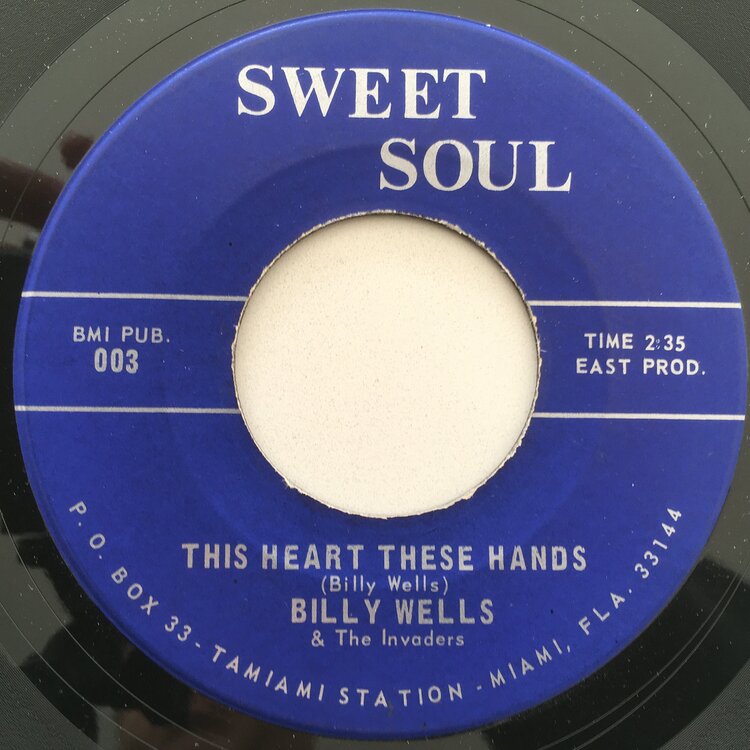 SWEET
SOUL
BMI PUB.
003
TIME 2:35
EAST PROD.
THIS HEART THESE HANDS
(Billy Wells)
BILLY WELLS
& The Invaders
P. O. BOX 33 - TAMIAMI STATION - MIAMI, FLA. 33144